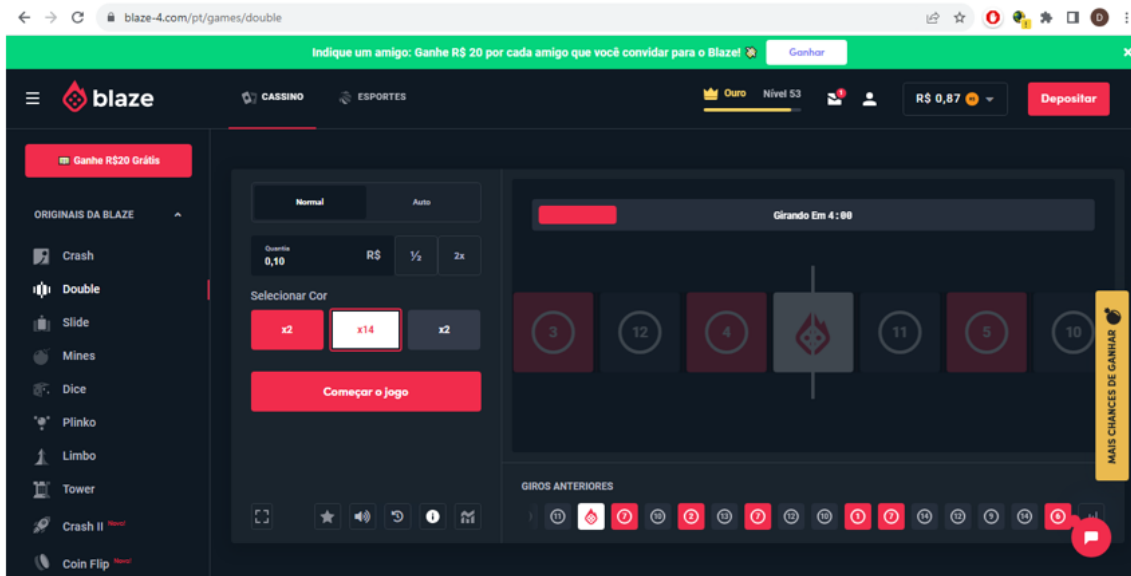 blaze-4.com/pt/games/double
D
Indique um amigo: Ganhe R$ 20 por cada amigo que você convidar para o Blaze!
Ganhar
blaze
CASSINO
ESPORTES
Ouro Nível 53
1
R$ 0,87
Depositar
Ganhe R$20 Grátis
ORIGINAIS DA BLAZE
Crash
Double
Slide
Mines
Dice
Plinko
Limbo
Tower
Crash II Novo!
Coin Flip Novo!
Normal
Auto
Quantia
0,10
R$
½
2x
Selecionar Cor
x2
x14
x2
Começar o jogo
Girando Em 4:00
3
12
4
11
5
10
MAIS CHANCES DE GANHAR
GIROS ANTERIORES
11 7 10 2 13 7 12 10 1 7 14 12 9 14 6